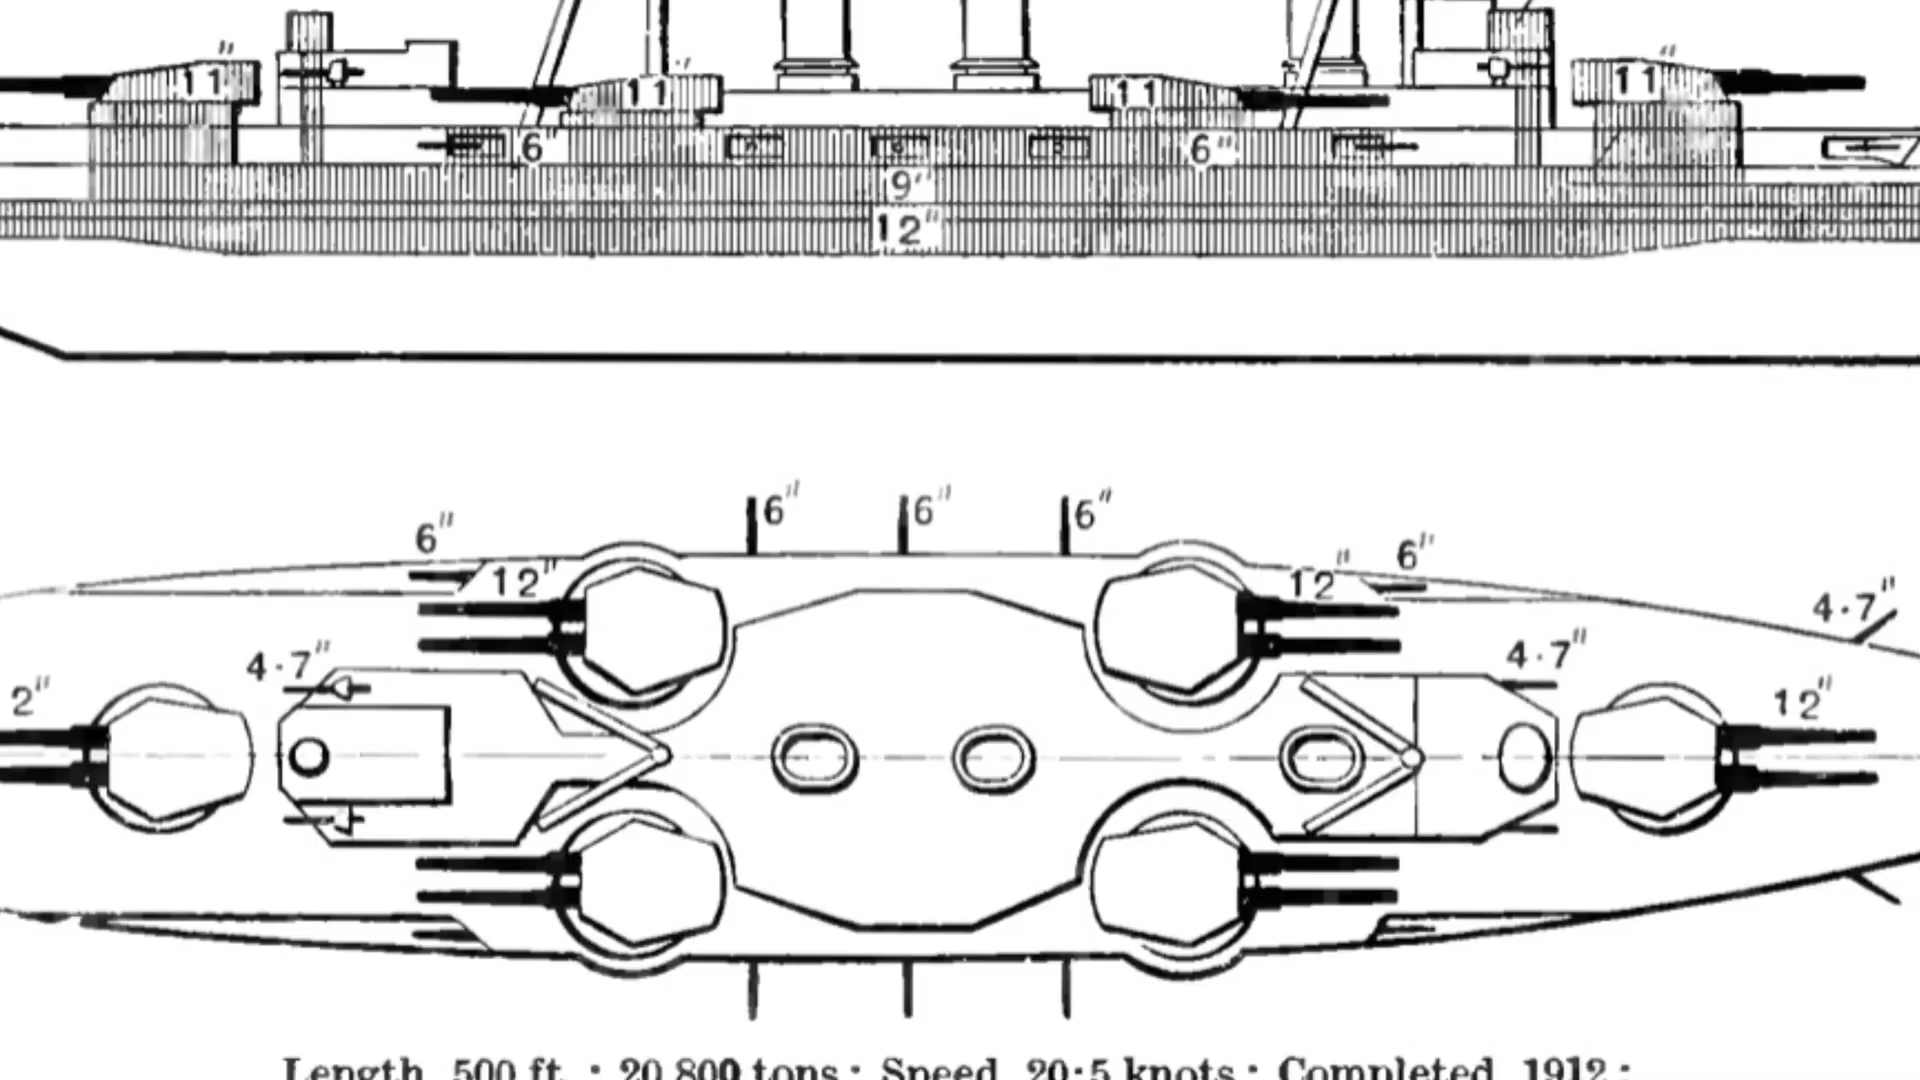 11" 11" 11 11"
6" 6"
9"
12"
6" 6" 6"
6" 12" 12" 6"
4·7"
4·7" 4·7"
2" 12"
Length 500 ft. : 20,800 tons : Speed 20·5 knots : Completed 1912 :